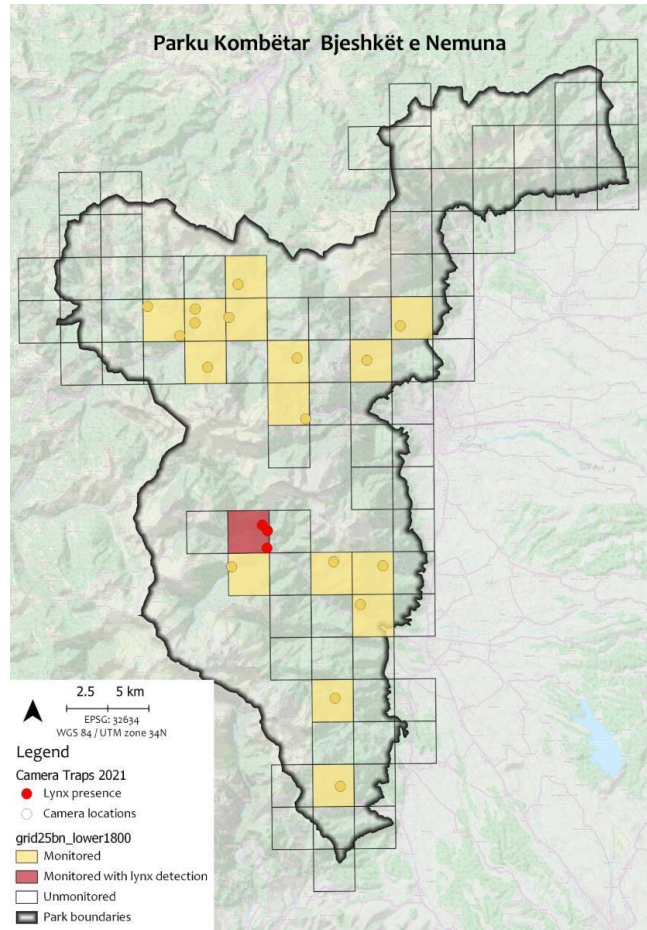 Parku Kombëtar Bjeshkët e Nemuna
2.5 5 km
EPSG: 32634
WGS 84 / UTM zone 34N
Legend
Camera Traps 2021
Lynx presence
Camera locations
grid25bn_lower1800
Monitored
Monitored with lynx detection
Unmonitored
Park boundaries